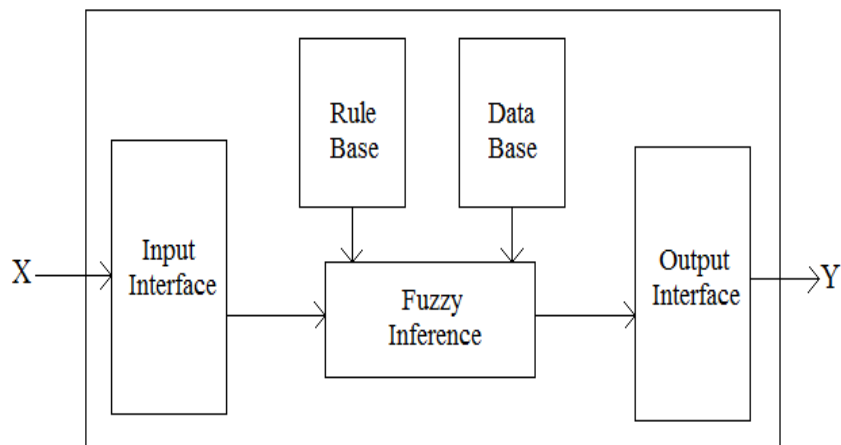 Rule
Base
Data
Base
X
Input
Interface
Fuzzy
Inference
Output
Interface
Y